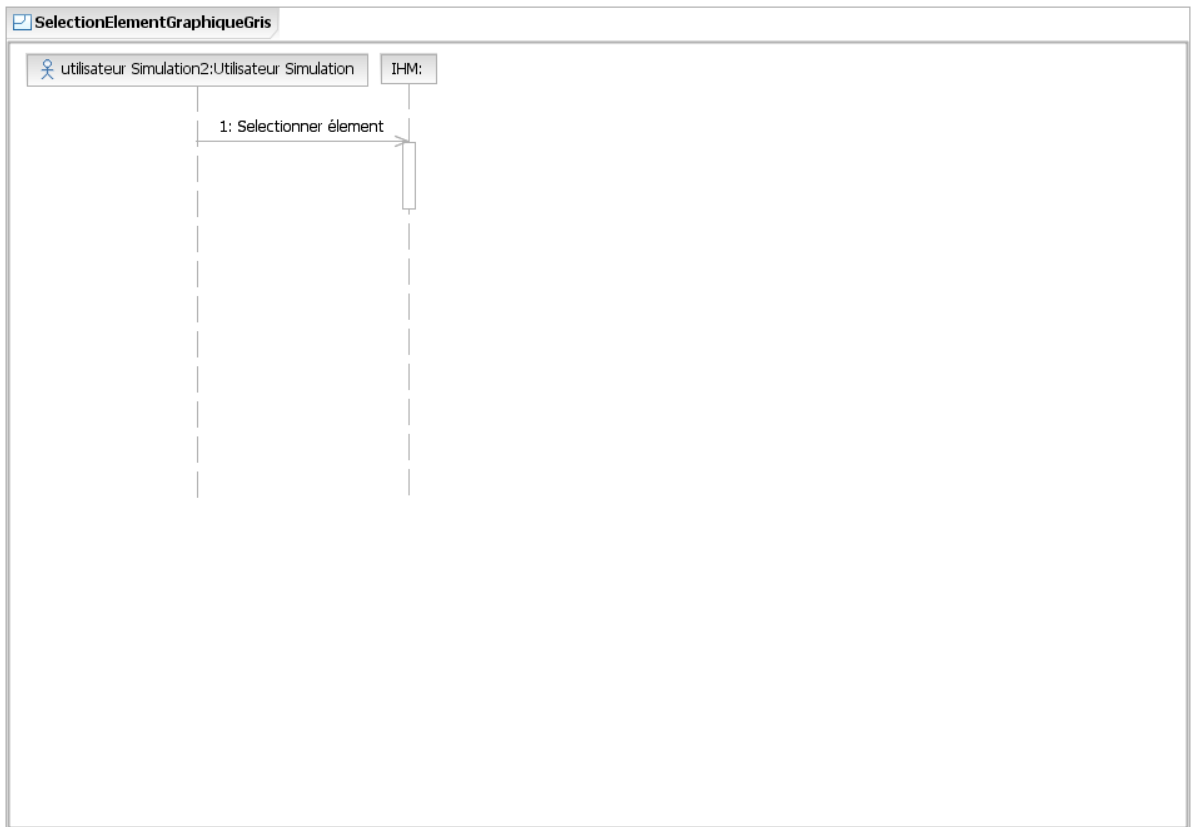 SelectionElementGraphiqueGris
utilisateur Simulation2:Utilisateur Simulation
IHM:
1: Selectionner élement